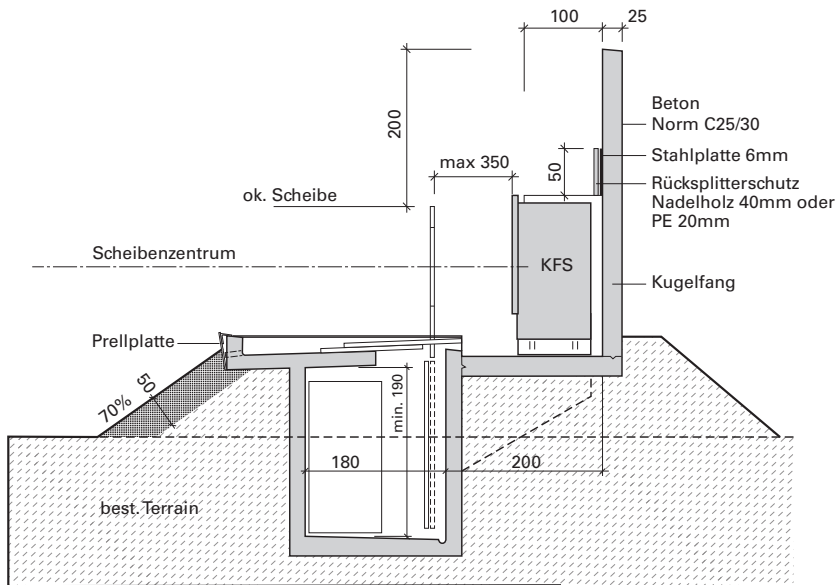 100
25
200
Beton
Norm C25/30
Stahlplatte 6mm
50
max 350
Rücksplitterschutz
Nadelholz 40mm oder
PE 20mm
ok. Scheibe
Scheibenzentrum
KFS
Kugelfang
Prellplatte
50
70%
min. 190
180
200
best. Terrain